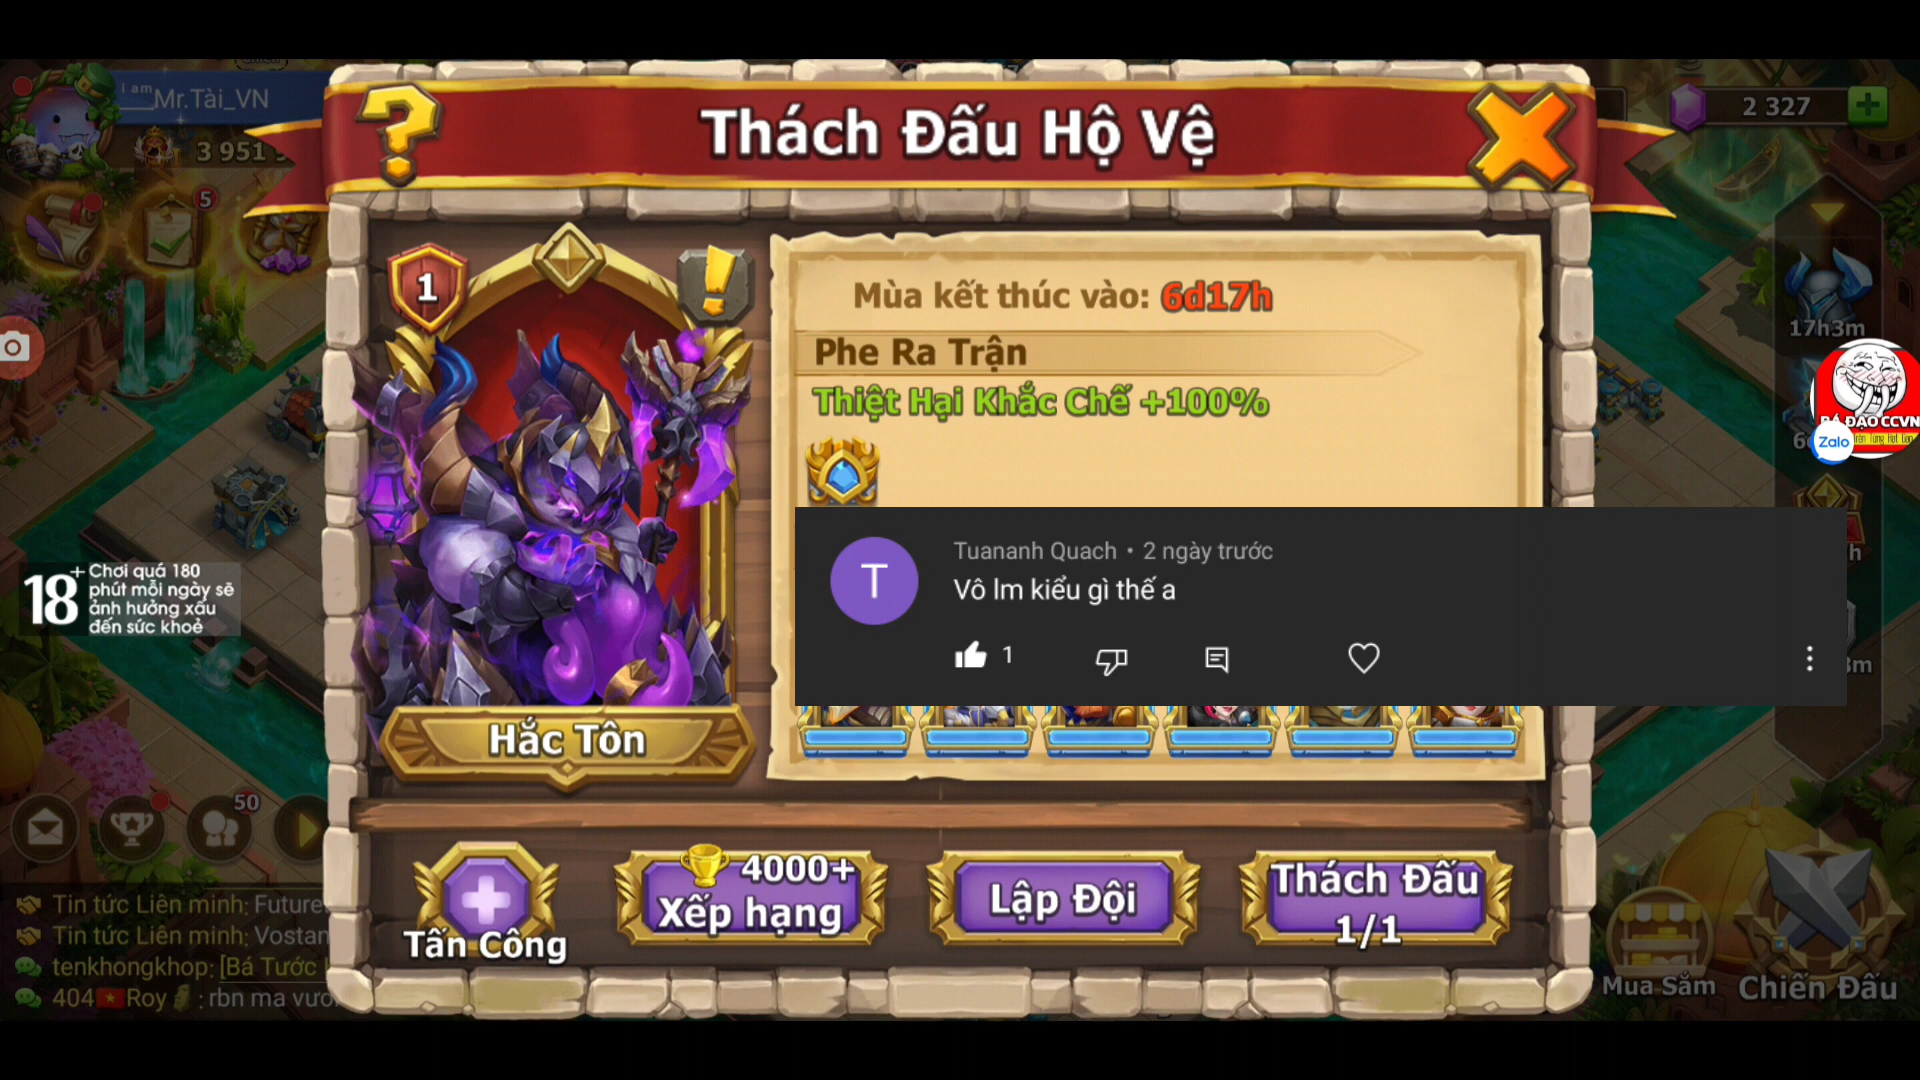 I am
Mr.Tài_VN
3 951
5
Thách Đấu Hộ Vệ
2 327
1
Mùa kết thúc vào: 6d17h
Phe Ra Trận
Thiệt Hại Khắc Chế +100%
17h3m
BÁ ĐẠO CCVN
Zalo
18+
Chơi quá 180
phút mỗi ngày sẽ
ảnh hưởng xấu
đến sức khoẻ
T
Tuananh Quach • 2 ngày trước
Vô lm kiểu gì thế a
1
Hắc Tôn
50
Tin tức Liên minh: Future
Tin tức Liên minh: Vostan
tenkhongkhop: [Bá Tước
404 Roy : rbn ma vươ
Tấn Công
4000+
Xếp hạng
Lập Đội
Thách Đấu
1/1
Mua Sắm
Chiến Đấu